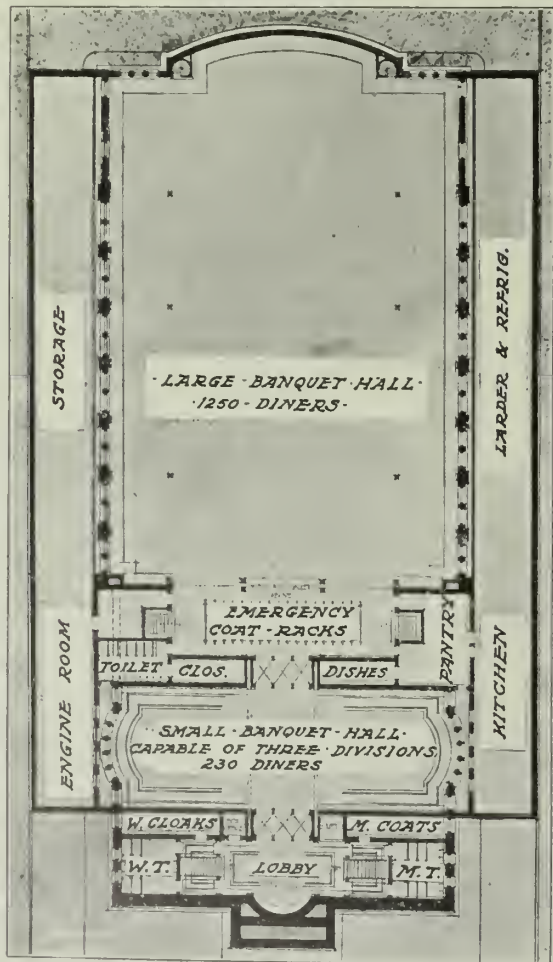 STORAGE
LARDER & REFRIG.
· LARGE · BANQUET · HALL ·
· 1250 · DINERS ·
EMERGENCY
COAT-RACKS
TOILET
CLOS.
DISHES
PANTRY
ENGINE ROOM
KITCHEN
SMALL · BANQUET · HALL ·
CAPABLE OF THREE · DIVISIONS
230 DINERS
W. CLOAKS
M. COATS
W.T.
LOBBY
M.T.